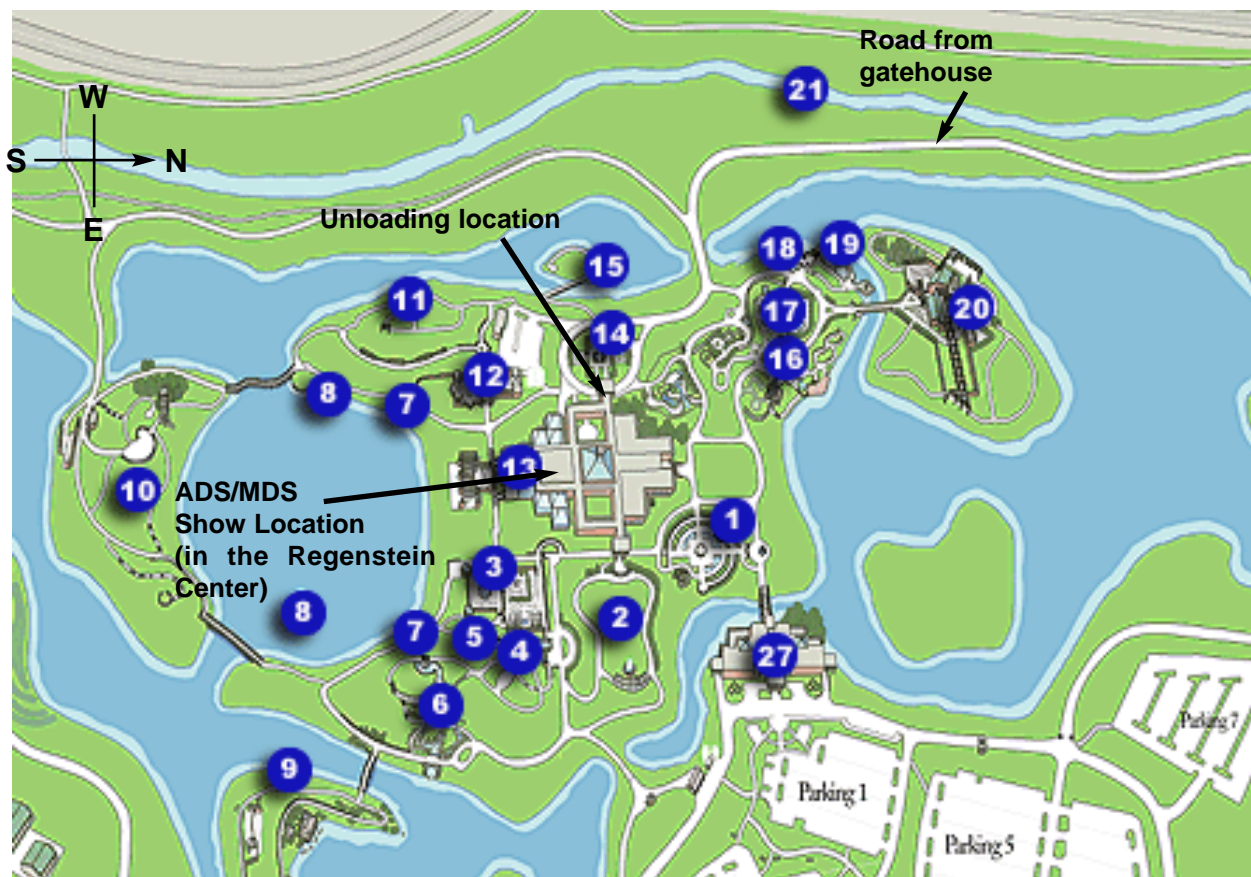 Road from
gatehouse
21
W
S
N
E
Unloading location
18
19
15
11
17
20
14
16
12
8
7
13
10
ADS/MDS
Show Location
(in the Regenstein
Center)
1
3
8
2
7
5
4
27
6
Parking 7
9
Parking 1
Parking 5